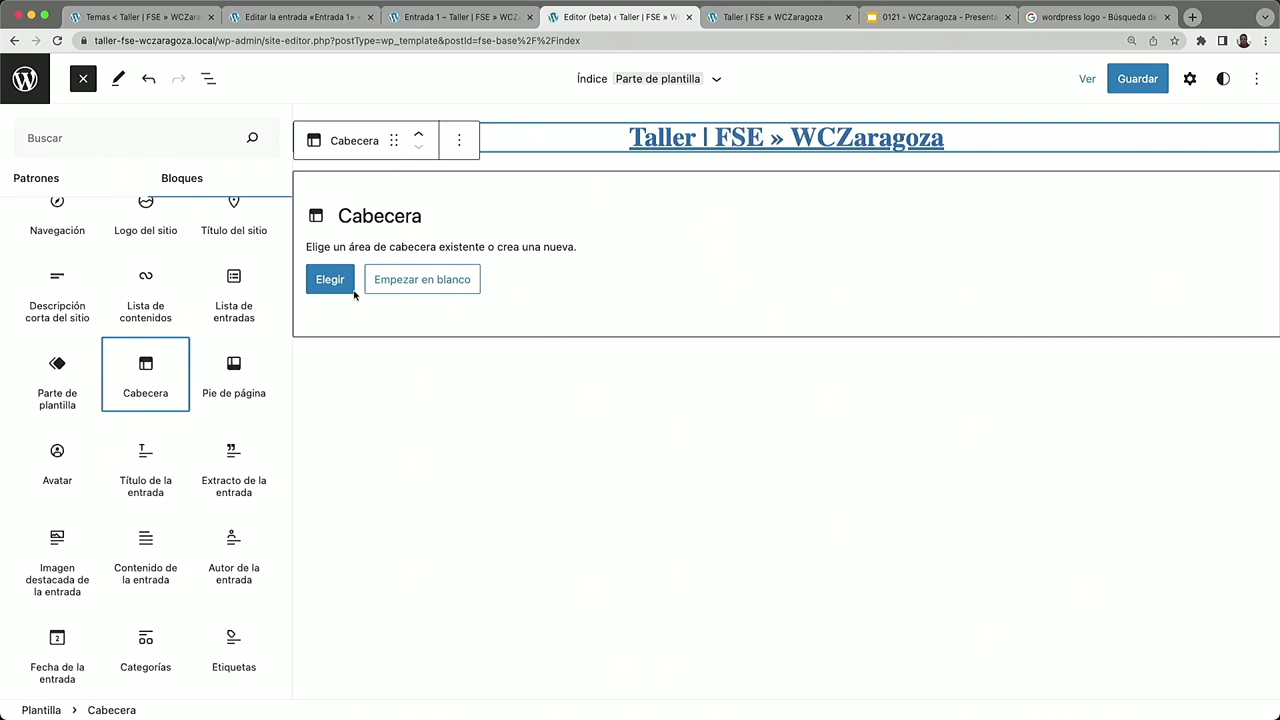 Temas < Taller | FSE » WCZara
Editar la entrada «Entrada 1» <
Entrada 1 – Taller | FSE » WCZ
Editor (beta) < Taller | FSE » W
Taller | FSE » WCZaragoza
0121 - WCZaragoza - Presenta
wordpress logo - Búsqueda de
taller-fse-wczaragoza.local/wp-admin/site-editor.php?postType=wp_template&postId=fse-base%2F%2Findex
Índice Parte de plantilla
Ver
Guardar
Buscar
Cabecera
Taller | FSE » WCZaragoza
Patrones
Bloques
Navegación
Logo del sitio
Título del sitio
Cabecera
Elige un área de cabecera existente o crea una nueva.
Elegir
Empezar en blanco
Descripción
corta del sitio
Lista de
contenidos
Lista de
entradas
Parte de
plantilla
Cabecera
Pie de página
Avatar
Título de la
entrada
Extracto de la
entrada
Imagen
destacada de
la entrada
Contenido de
la entrada
Autor de la
entrada
2
Fecha de la
entrada
Categorías
Etiquetas
Plantilla
Cabecera